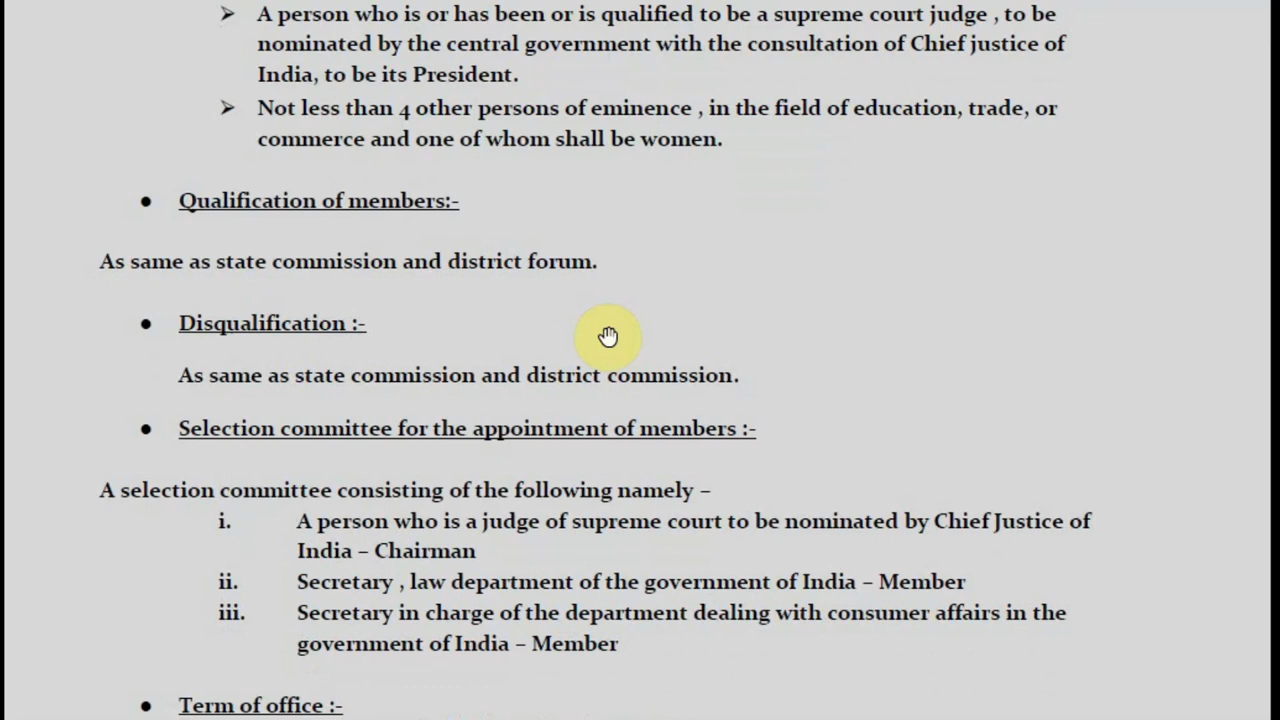 ➢ A person who is or has been or is qualified to be a supreme court judge , to be
nominated by the central government with the consultation of Chief justice of
India, to be its President.
➢ Not less than 4 other persons of eminence , in the field of education, trade, or
commerce and one of whom shall be women.
● Qualification of members:-
As same as state commission and district forum.
● Disqualification :-
As same as state commission and district commission.
● Selection committee for the appointment of members :-
A selection committee consisting of the following namely –
i. A person who is a judge of supreme court to be nominated by Chief Justice of
India – Chairman
ii. Secretary , law department of the government of India – Member
iii. Secretary in charge of the department dealing with consumer affairs in the
government of India – Member
● Term of office :-